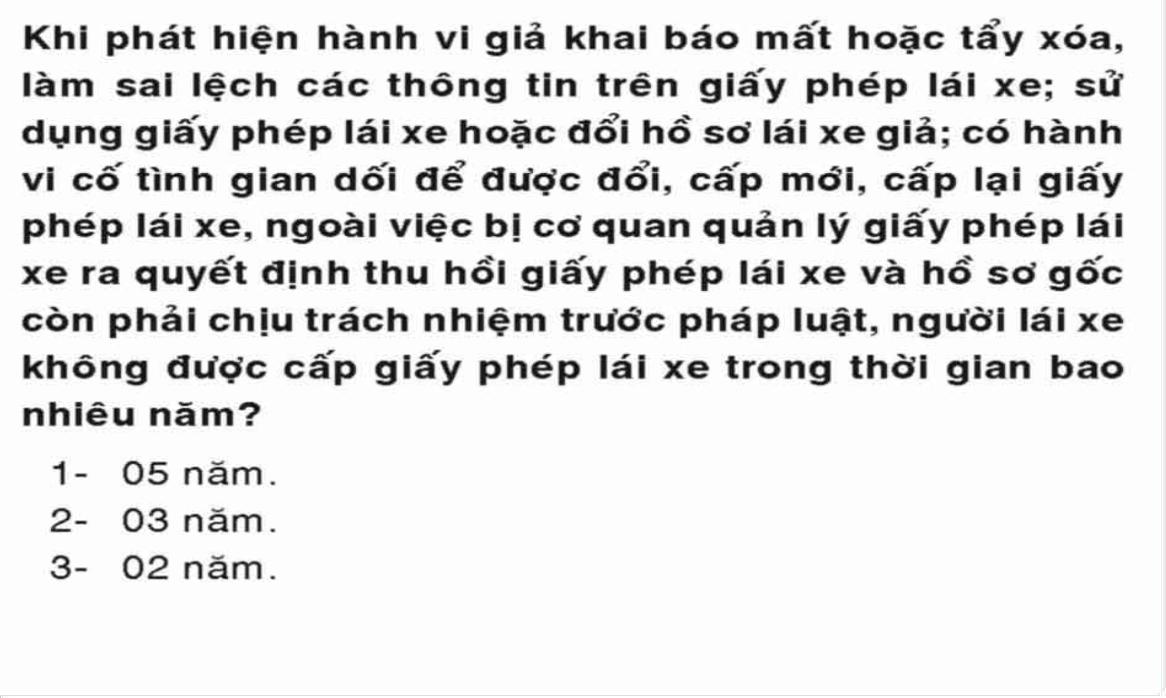 Khi phát hiện hành vi giả khai báo mất hoặc tẩy xóa,
làm sai lệch các thông tin trên giấy phép lái xe; sử
dụng giấy phép lái xe hoặc đổi hồ sơ lái xe giả; có hành
vi cố tình gian dối để được đổi, cấp mới, cấp lại giấy
phép lái xe, ngoài việc bị cơ quan quản lý giấy phép lái
xe ra quyết định thu hồi giấy phép lái xe và hồ sơ gốc
còn phải chịu trách nhiệm trước pháp luật, người lái xe
không được cấp giấy phép lái xe trong thời gian bao
nhiêu năm?
1- 05 năm.
2- 03 năm.
3- 02 năm.